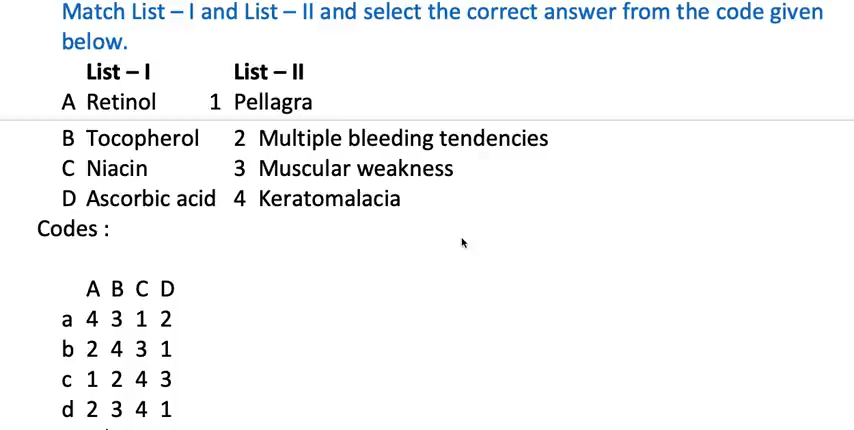 Match List – I and List – II and select the correct answer from the code given
below.
List – I List – II
A Retinol 1 Pellagra
B Tocopherol 2 Multiple bleeding tendencies
C Niacin 3 Muscular weakness
D Ascorbic acid 4 Keratomalacia
Codes :
A B C D
a 4 3 1 2
b 2 4 3 1
c 1 2 4 3
d 2 3 4 1